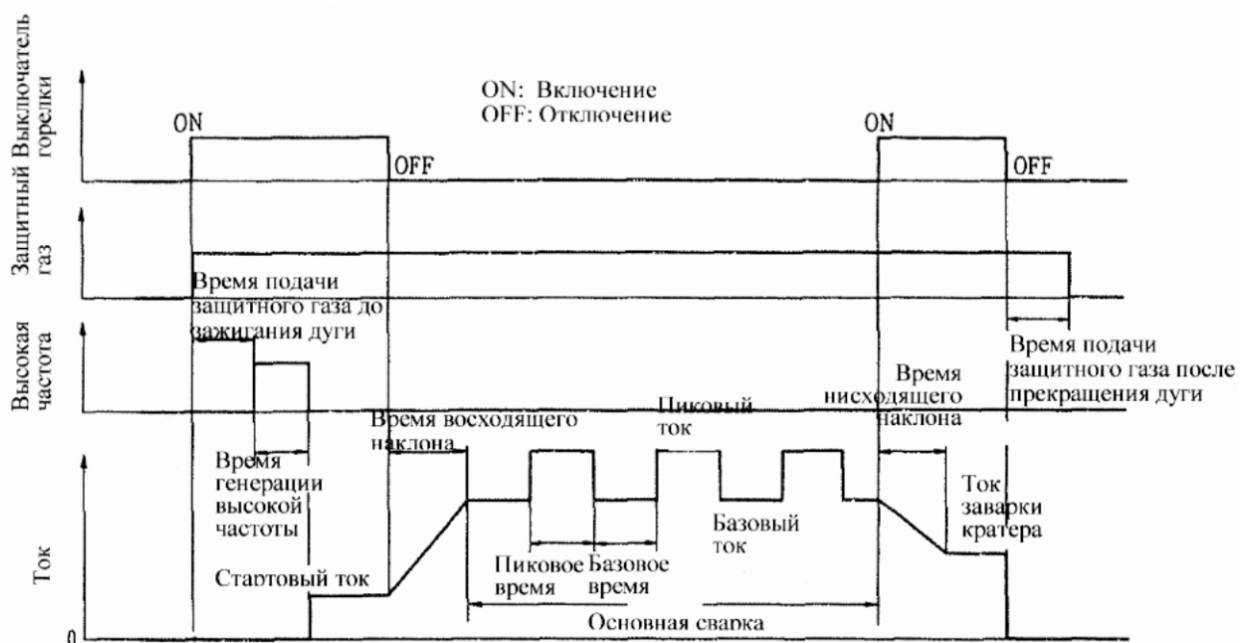 Выключатель
горелки
ON: Включение
OFF: Отключение
ON
OFF
ON
OFF
Защитный
газ
Время подачи
защитного газа до
зажигания дуги
Высокая
частота
Время подачи
защитного газа после
прекращения дуги
Время
нисходящего
наклона
Пиковый
ток
Время восходящего
наклона
Время
генерации
высокой
частоты
Ток
заварки
кратера
Базовый
ток
Ток
Стартовый ток
Пиковое
время
Базовое
время
Основная сварка
0